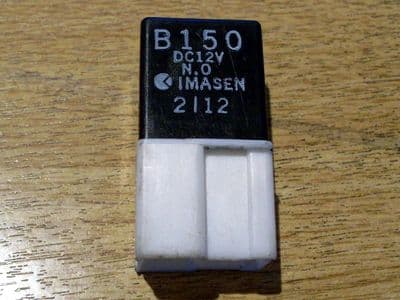 B150
DC12V
N.O
IMASEN
2112